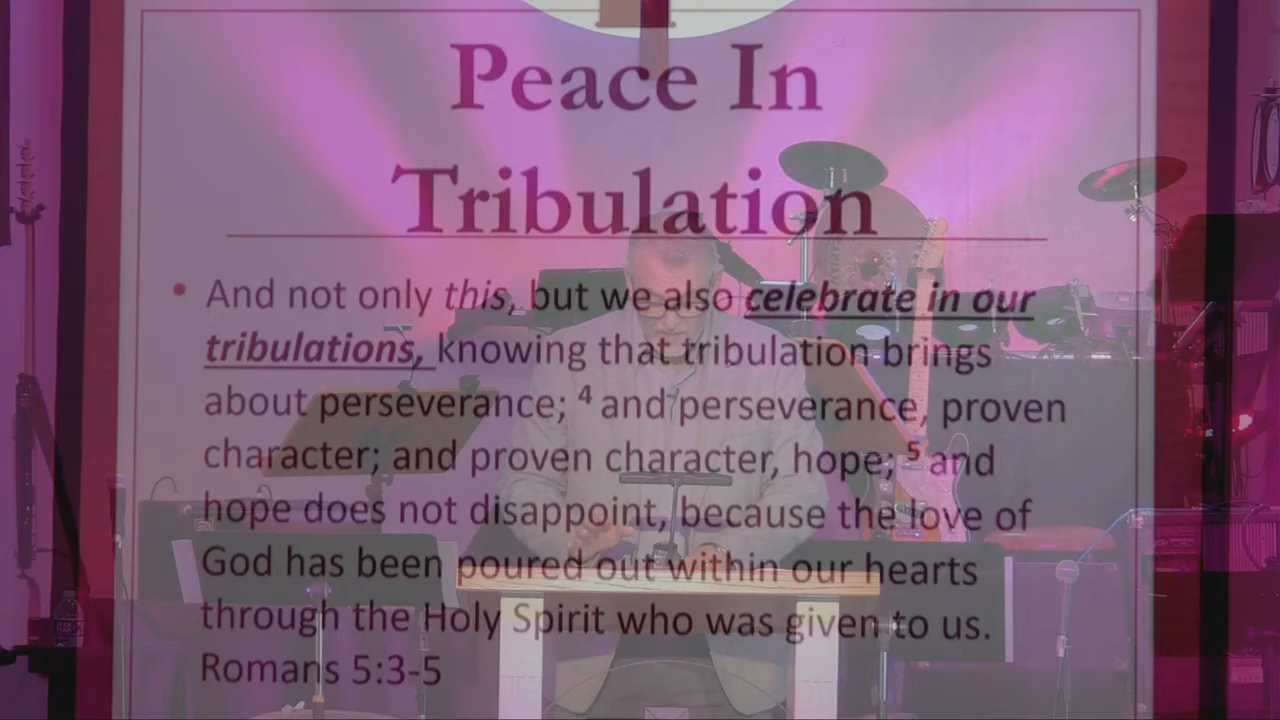 Peace In
Tribulation
• And not only this, but we also celebrate in our
tribulations, knowing that tribulation brings
about perseverance; ⁴ and perseverance, proven
character; and proven character, hope; ⁵ and
hope does not disappoint, because the love of
God has been poured out within our hearts
through the Holy Spirit who was given to us.
Romans 5:3-5